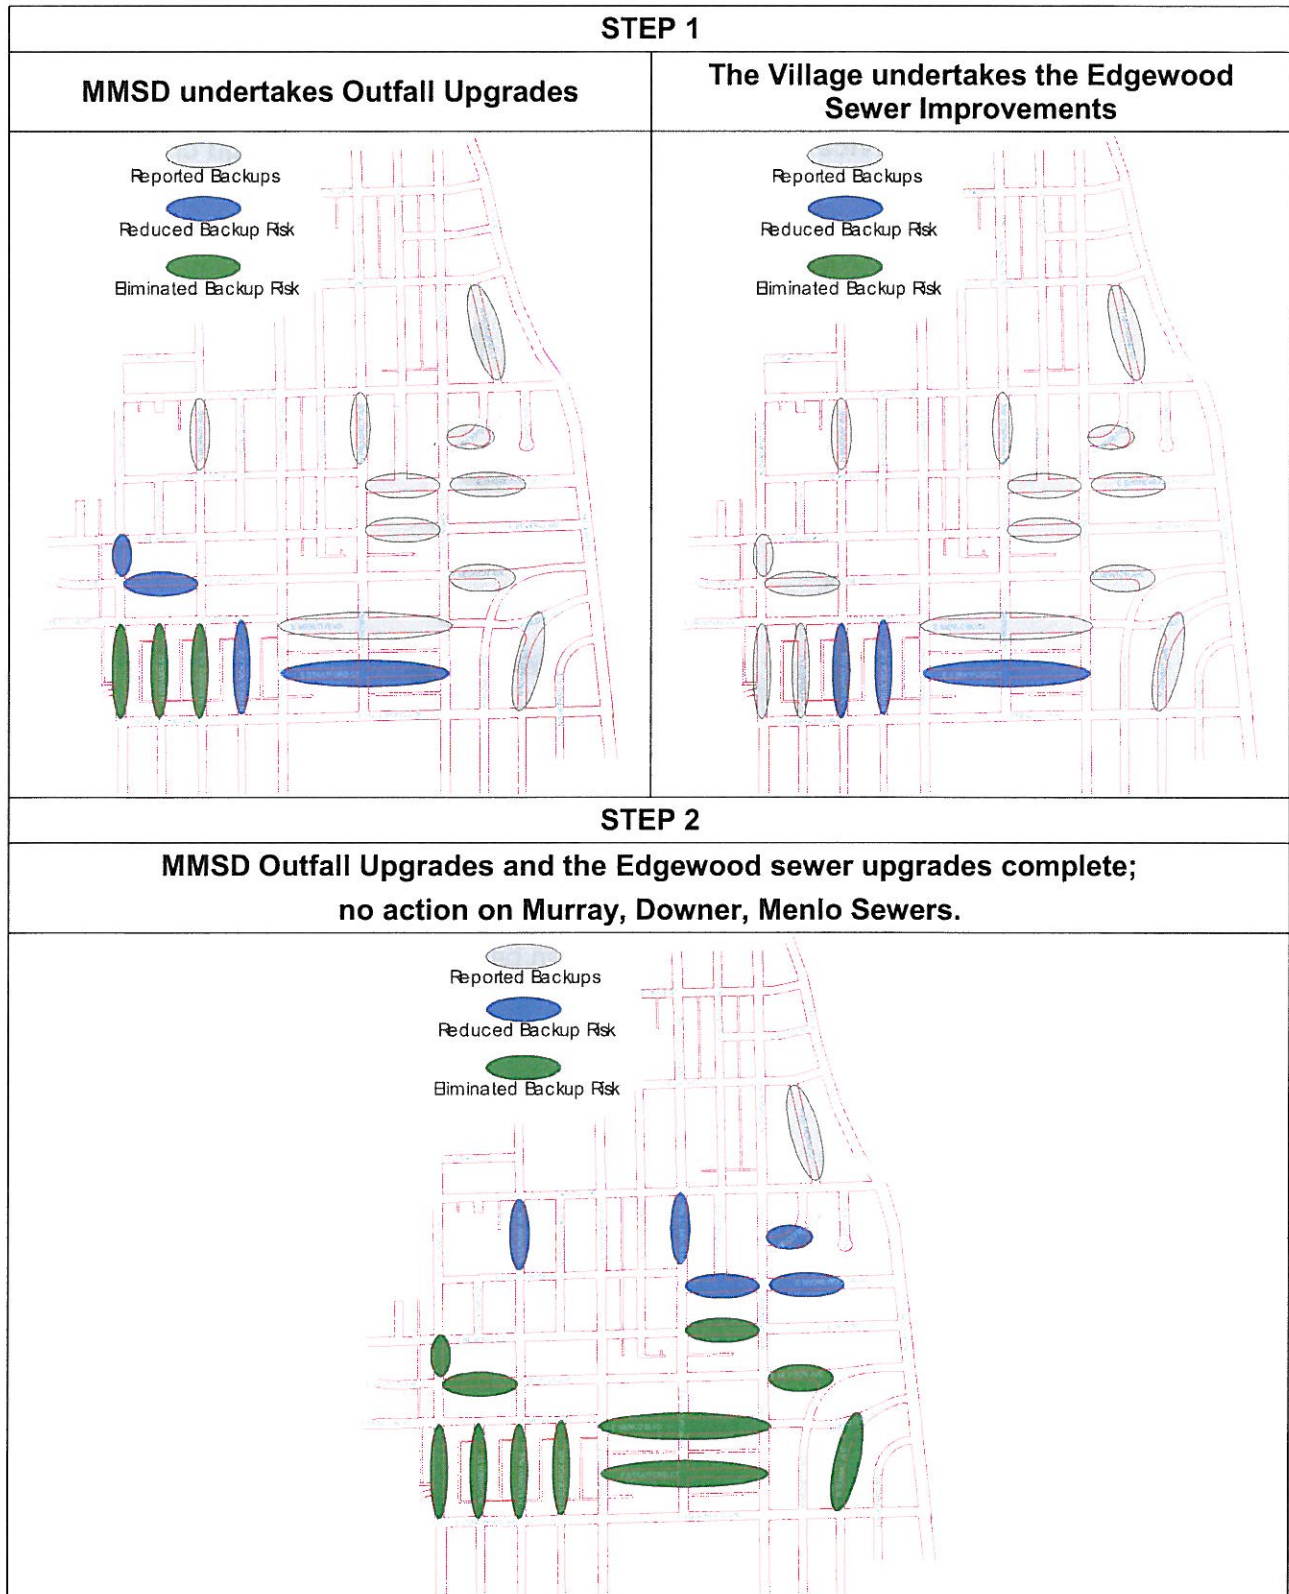 STEP 1
MMSD undertakes Outfall Upgrades
The Village undertakes the Edgewood
Sewer Improvements
Reported Backups
Reduced Backup Risk
Eliminated Backup Risk
Reported Backups
Reduced Backup Risk
Eliminated Backup Risk
STEP 2
MMSD Outfall Upgrades and the Edgewood sewer upgrades complete;
no action on Murray, Downer, Menlo Sewers.
Reported Backups
Reduced Backup Risk
Eliminated Backup Risk